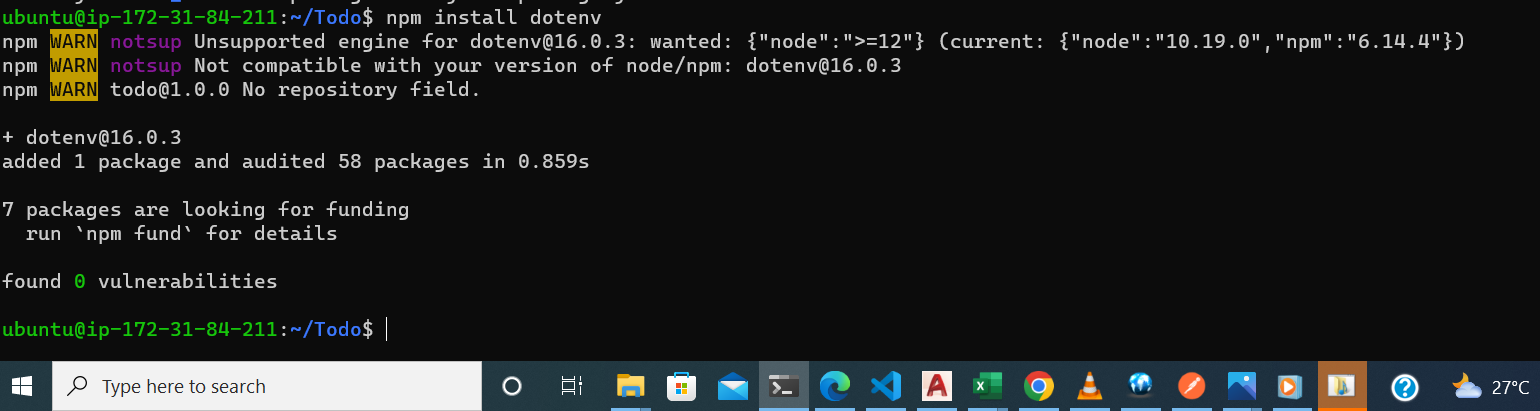 ubuntu@ip-172-31-84-211:~/Todo$ npm install dotenv
npm WARN notsup Unsupported engine for dotenv@16.0.3: wanted: {"node":">=12"} (current: {"node":"10.19.0","npm":"6.14.4"})
npm WARN notsup Not compatible with your version of node/npm: dotenv@16.0.3
npm WARN todo@1.0.0 No repository field.
+ dotenv@16.0.3
added 1 package and audited 58 packages in 0.859s
7 packages are looking for funding
run `npm fund` for details
found 0 vulnerabilities
ubuntu@ip-172-31-84-211:~/Todo$
Type here to search
27°C